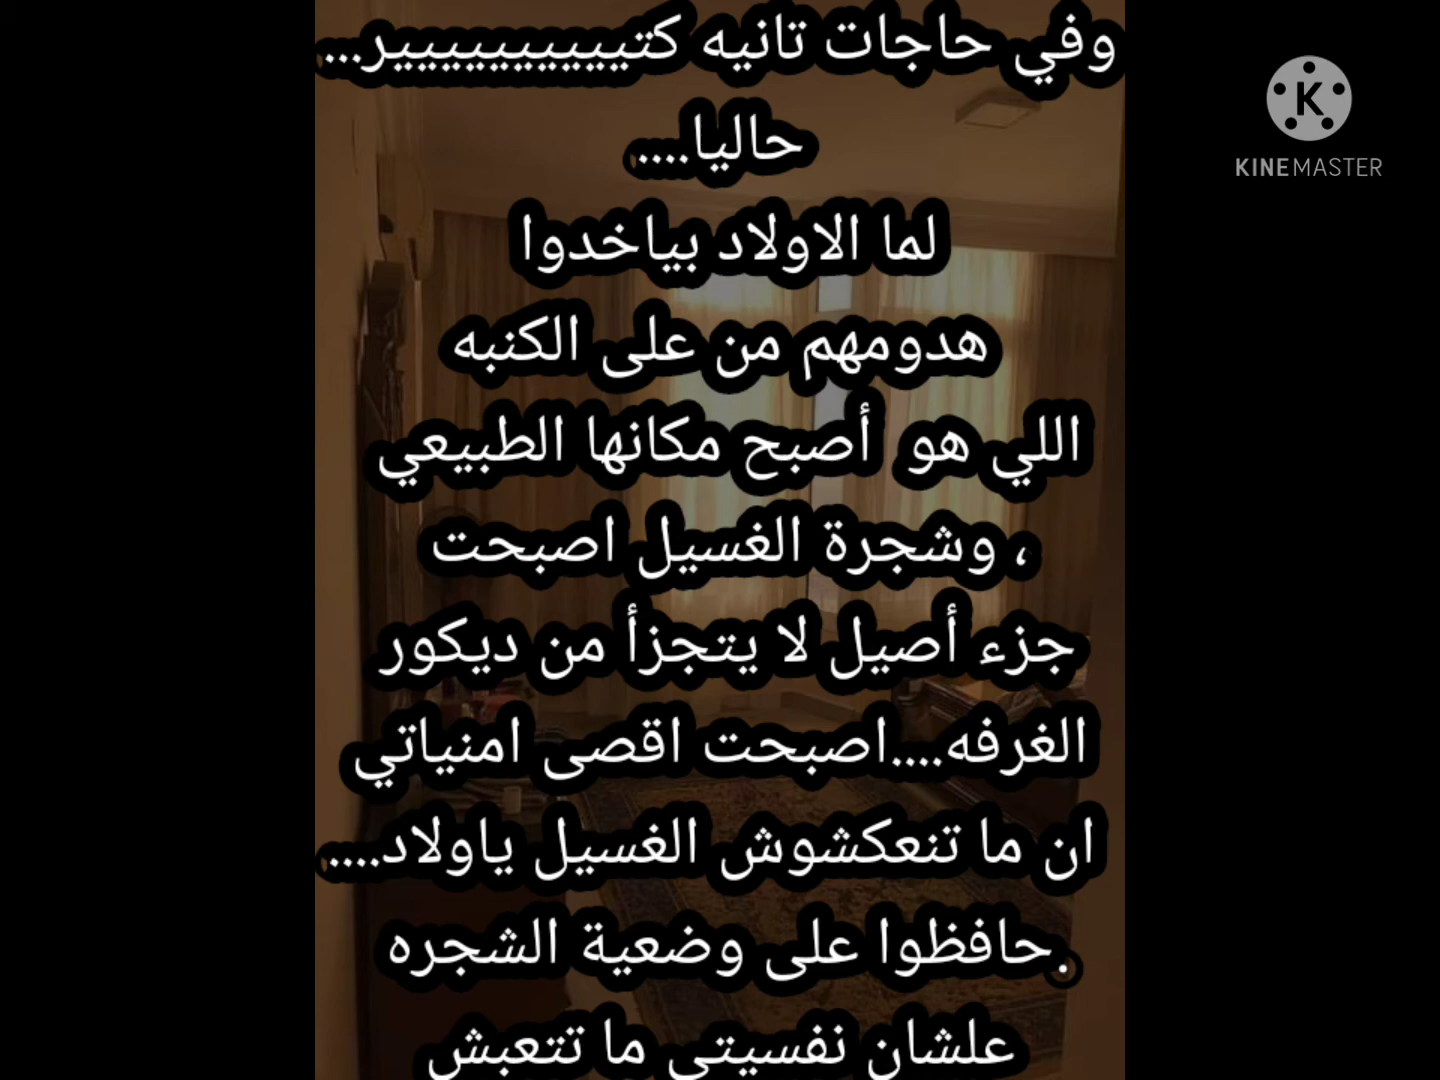 وفي حاجات تانيه كتييييييييييير...
حاليا....
لما الاولاد بياخدوا
هدومهم من على الكنبه
اللي هو أصبح مكانها الطبيعي
، وشجرة الغسيل اصبحت
جزء أصيل لا يتجزأ من ديكور
الغرفه....اصبحت اقصى امنياتي
ان ما تنعكشوش الغسيل ياولاد....
.حافظوا على وضعية الشجره
علشان نفسيتي ما تتعبش
KINEMASTER